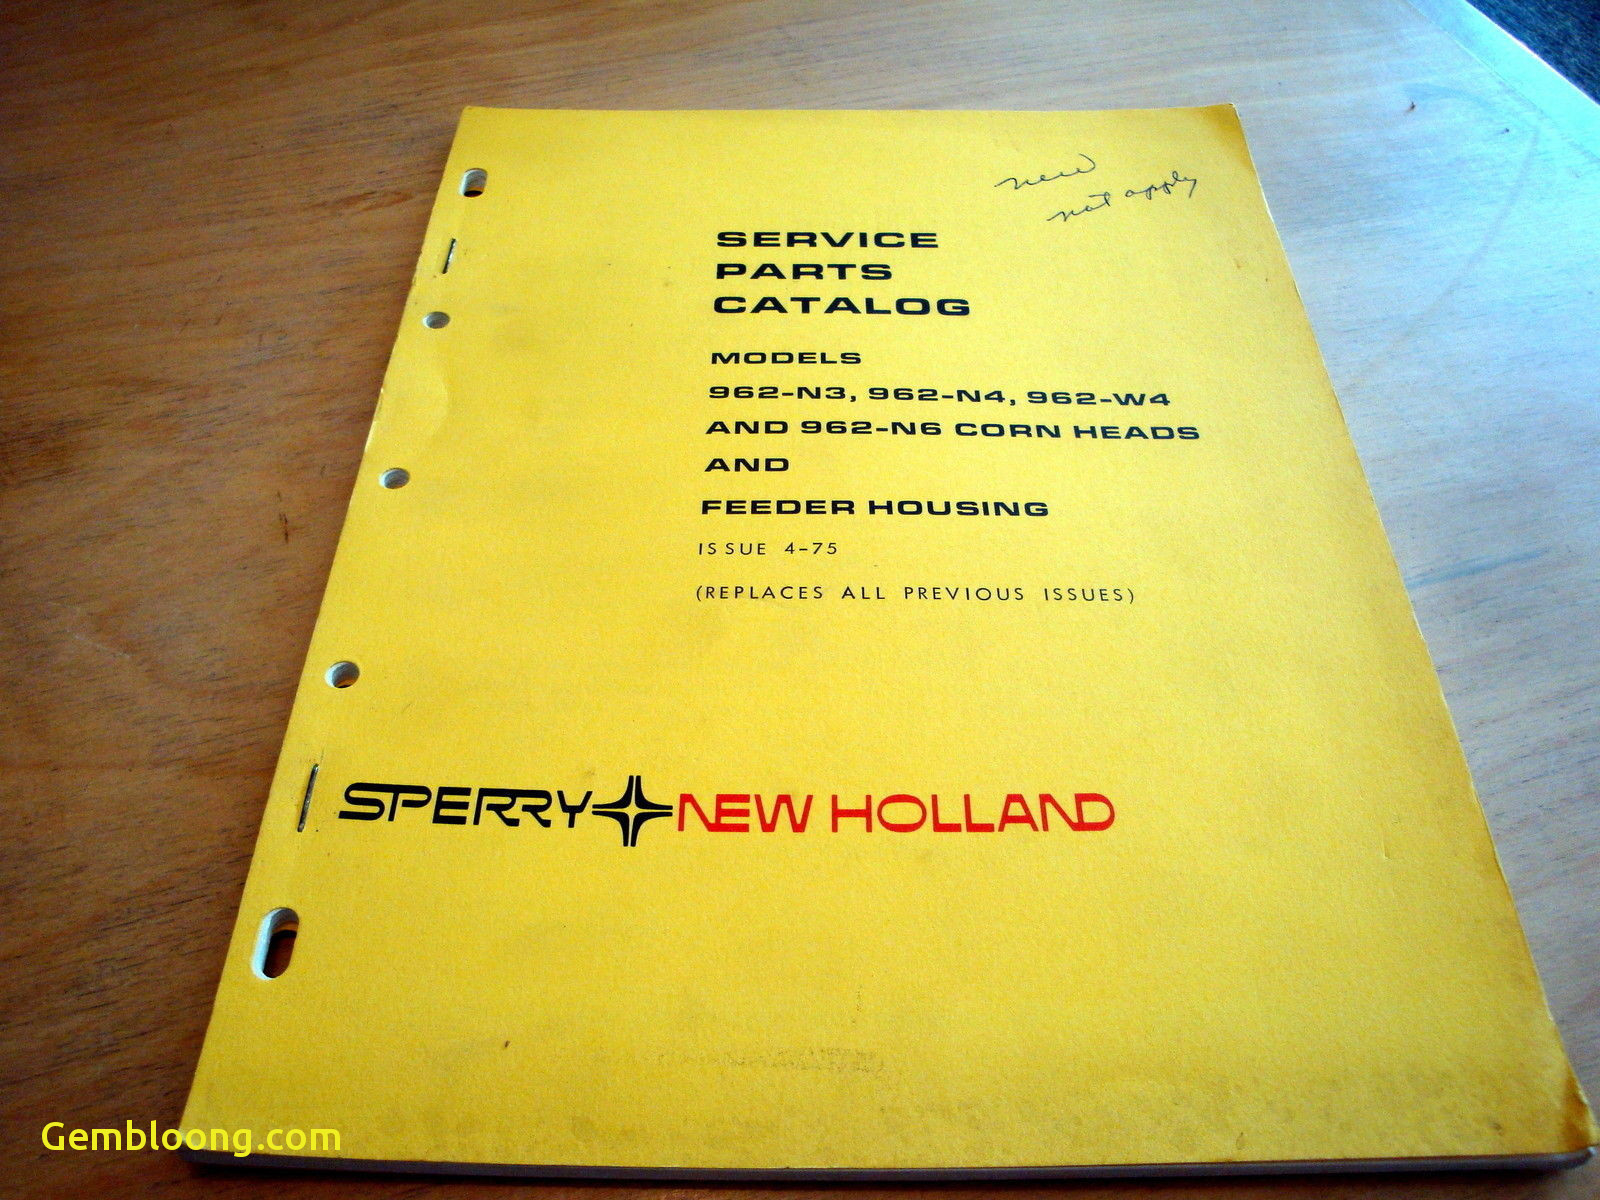 new
not apply
SERVICE
PARTS
CATALOG
MODELS
962-N3, 962-N4, 962-W4
AND 962-N6 CORN HEADS
AND
FEEDER HOUSING
ISSUE 4-75
(REPLACES ALL PREVIOUS ISSUES)
SPERRY NEW HOLLAND
Gembloong.com